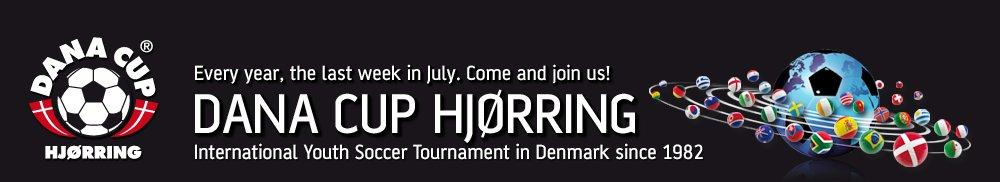 DANA CUP®
HJØRRING
Every year, the last week in July. Come and join us!
DANA CUP HJØRRING
International Youth Soccer Tournament in Denmark since 1982